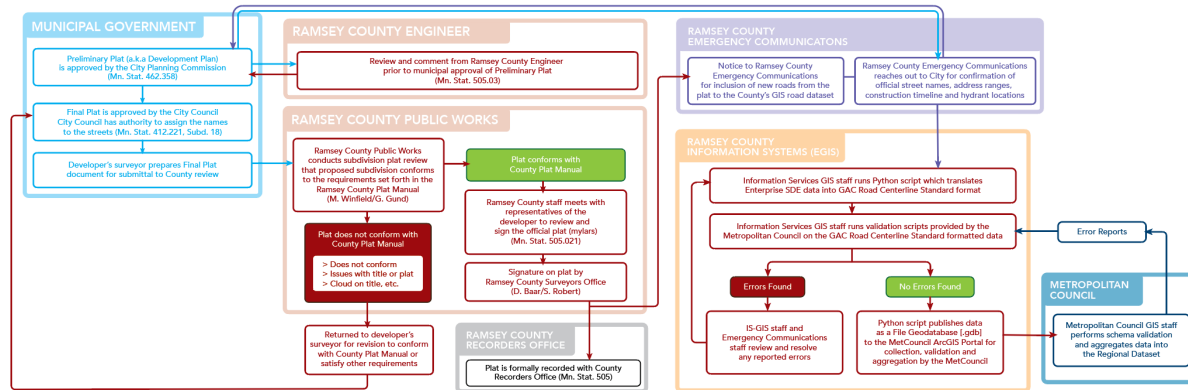 MUNICIPAL GOVERNMENT
Preliminary Plat (a.k.a Development Plan)
is approved by the City Planning Commission
(Mn. Stat. 462.358)
Final Plat is approved by the City Council
City Council has authority to assign the names
to the streets (Mn. Stat. 412.221, Subd. 18)
Developer's surveyor prepares Final Plat
document for submittal to County review
RAMSEY COUNTY ENGINEER
Review and comment from Ramsey County Engineer
prior to municipal approval of Preliminary Plat
(Mn. Stat. 505.03)
RAMSEY COUNTY PUBLIC WORKS
Ramsey County Public Works
conducts subdivision plat review
that proposed subdivision conforms
to the requirements set forth in the
Ramsey County Plat Manual
(M. Winfield/G. Gund)
Plat conforms with
County Plat Manual
Ramsey County staff meets with
representatives of the
developer to review and
sign the official plat (mylars)
(Mn. Stat. 505.021)
Signature on plat by
Ramsey County Surveyors Office
(D. Baar/S. Robert)
Plat does not conform with
County Plat Manual
> Does not conform
> Issues with title or plat
> Cloud on title, etc.
Returned to developer's
surveyor for revision to conform
with County Plat Manual or
satisfy other requirements
RAMSEY COUNTY
RECORDERS OFFICE
Plat is formally recorded with County
Recorders Office (Mn. Stat. 505)
RAMSEY COUNTY
EMERGENCY COMMUNICATONS
Notice to Ramsey County
Emergency Communications
for inclusion of new roads from the
plat to the County's GIS road dataset
Ramsey County Emergency Communications
reaches out to City for confirmation of
official street names, address ranges,
construction timeline and hydrant locations
RAMSEY COUNTY
INFORMATION SYSTEMS (EGIS)
Information Services GIS staff runs Python script which translates
Enterprise SDE data into GAC Road Centerline Standard format
Information Services GIS staff runs validation scripts provided by the
Metropolitan Council on the GAC Road Centerline Standard formatted data
Errors Found
No Errors Found
IS-GIS staff and
Emergency Communications
staff review and resolve
any reported errors
Python script publishes data
as a File Geodatabase [.gdb]
to the MetCouncil ArcGIS Portal for
collection, validation and
aggregation by the MetCouncil
Error Reports
METROPOLITAN
COUNCIL
Metropolitan Council GIS staff
performs schema validation
and aggregates data into
the Regional Dataset